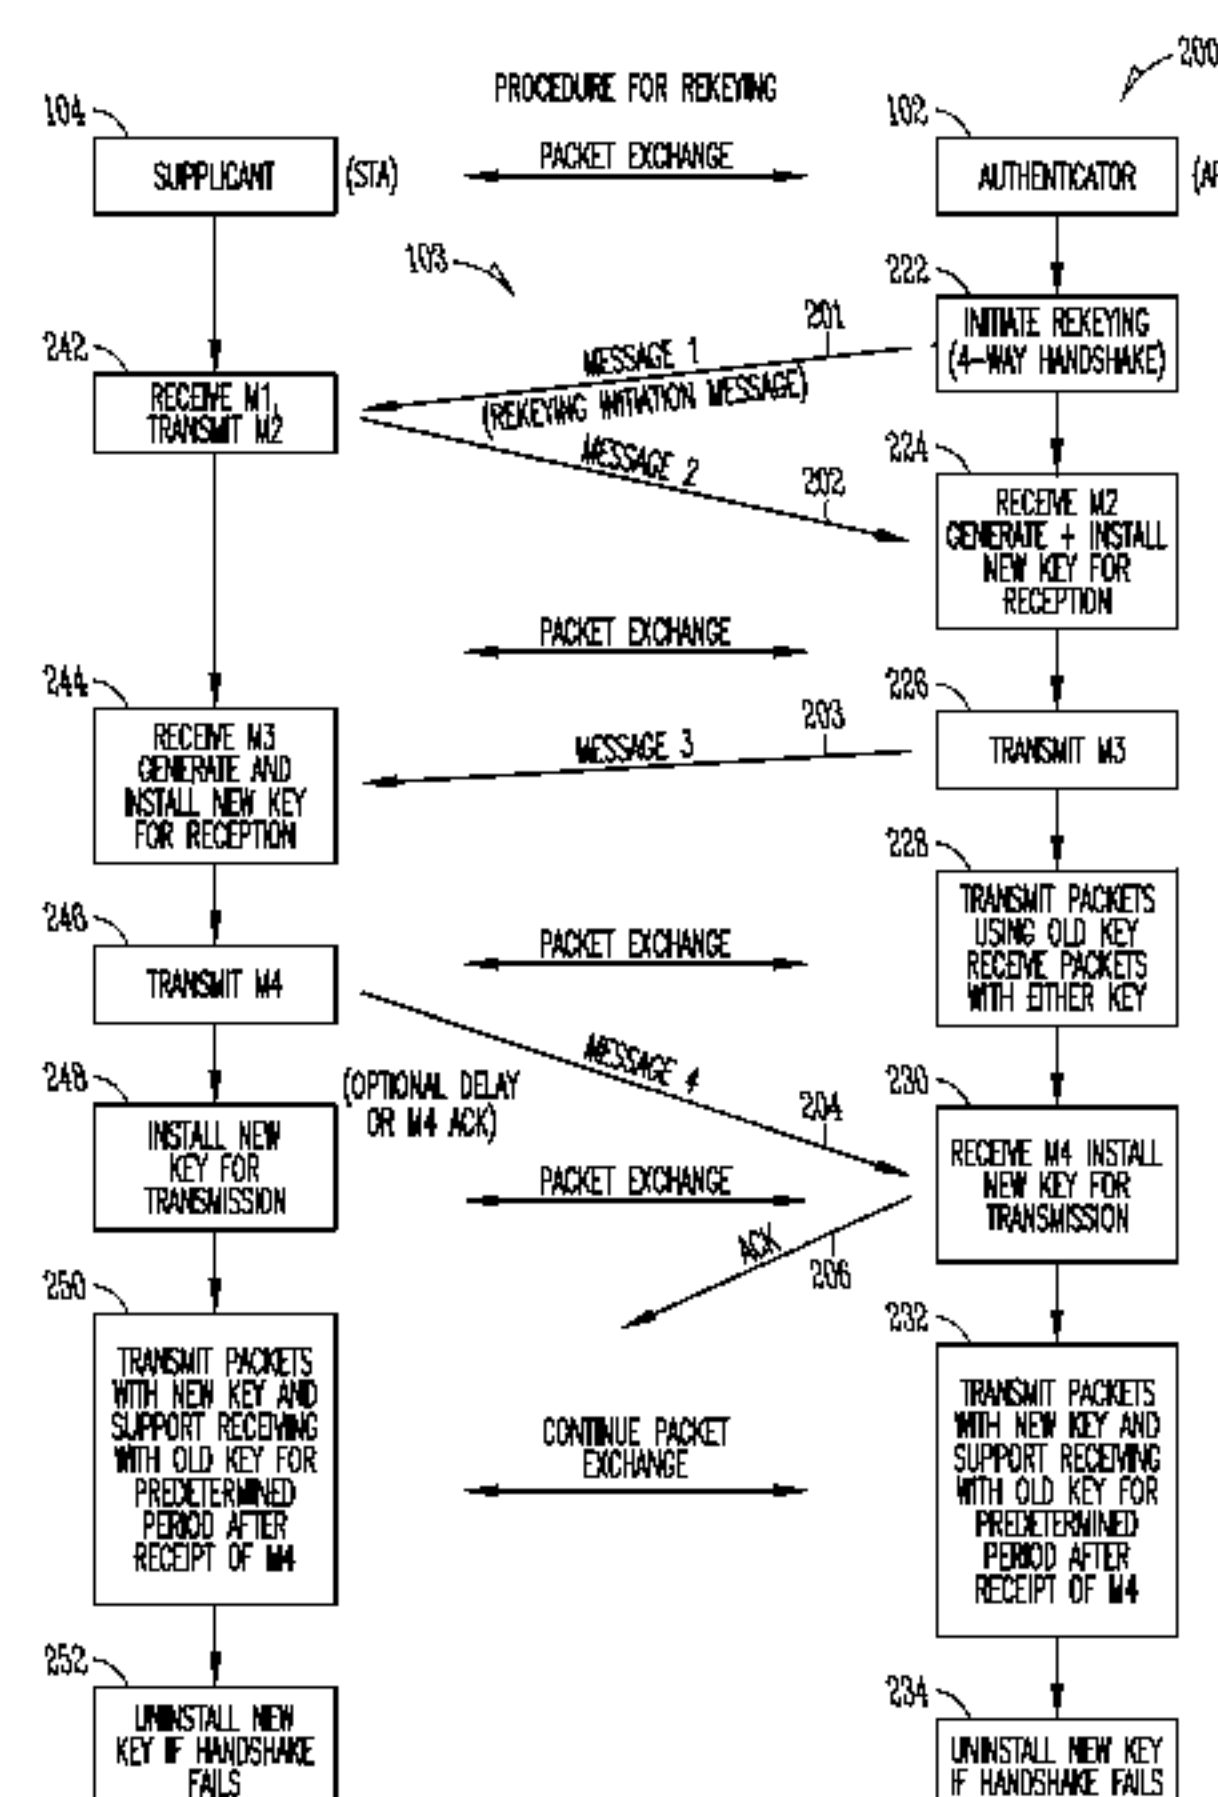 200
PROCEDURE FOR REKEYING
104
102
SUPPLICANT
(STA)
PACKET EXCHANGE
AUTHENTICATOR
103
222
201
INITIATE REKEYING
(4-WAY HANDSHAKE)
MESSAGE 1
(REKEYING INITIATION MESSAGE)
242
RECEIVE M1,
TRANSMIT M2
MESSAGE 2
202
224
RECEIVE M2
GENERATE + INSTALL
NEW KEY FOR
RECEPTION
PACKET EXCHANGE
244
RECEIVE M3
GENERATE AND
INSTALL NEW KEY
FOR RECEPTION
MESSAGE 3
203
226
TRANSMIT M3
228
TRANSMIT PACKETS
USING OLD KEY
RECEIVE PACKETS
WITH EITHER KEY
246
TRANSMIT M4
PACKET EXCHANGE
MESSAGE 4
204
248
INSTALL NEW
KEY FOR
TRANSMISSION
(OPTIONAL DELAY
OR M4 ACK)
230
RECEIVE M4 INSTALL
NEW KEY FOR
TRANSMISSION
PACKET EXCHANGE
ACK
206
250
TRANSMIT PACKETS
WITH NEW KEY AND
SUPPORT RECEIVING
WITH OLD KEY FOR
PREDETERMINED
PERIOD AFTER
RECEIPT OF M4
CONTINUE PACKET
EXCHANGE
232
TRANSMIT PACKETS
WITH NEW KEY AND
SUPPORT RECEIVING
WITH OLD KEY FOR
PREDETERMINED
PERIOD AFTER
RECEIPT OF M4
252
UNINSTALL NEW
KEY IF HANDSHAKE
FAILS
234
UNINSTALL NEW KEY
IF HANDSHAKE FAILS